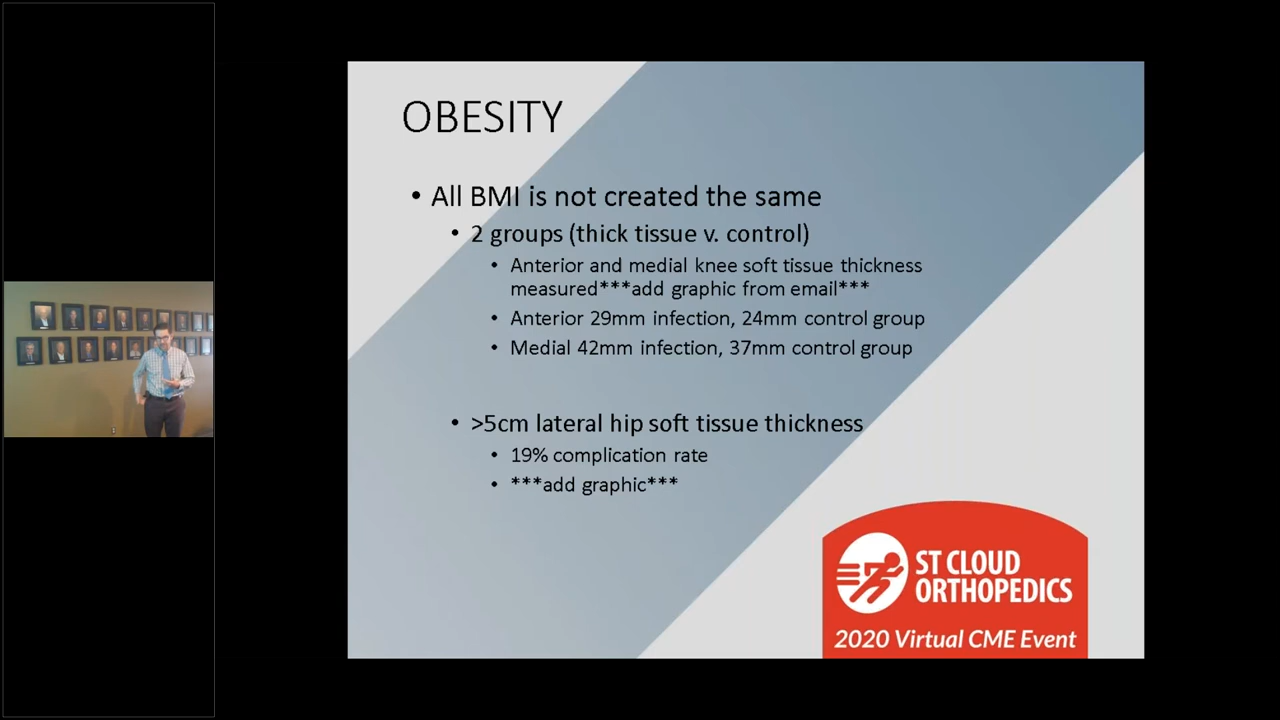 OBESITY
• All BMI is not created the same
• 2 groups (thick tissue v. control)
• Anterior and medial knee soft tissue thickness
measured***add graphic from email***
• Anterior 29mm infection, 24mm control group
• Medial 42mm infection, 37mm control group
• >5cm lateral hip soft tissue thickness
• 19% complication rate
• ***add graphic***
ST CLOUD
ORTHOPEDICS
2020 Virtual CME Event